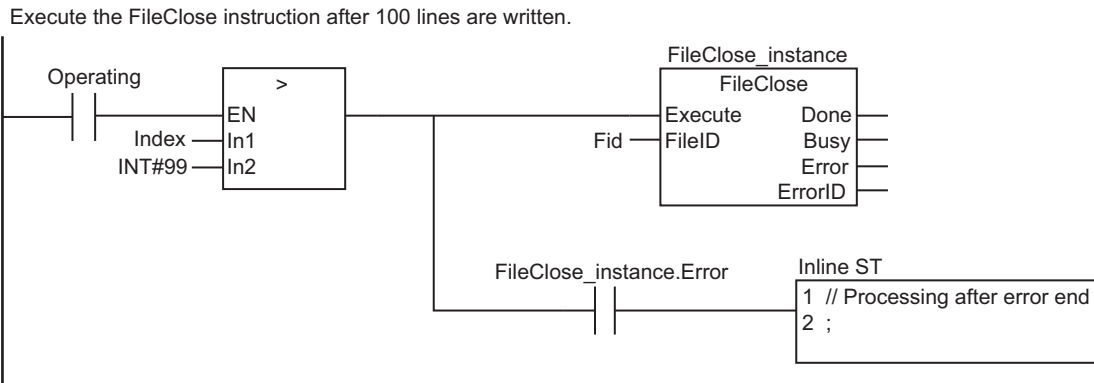 Execute the FileClose instruction after 100 lines are written.
FileClose_instance
Operating
>
FileClose
EN
Execute Done
Index In1
Fid FileID Busy
INT#99 In2
Error
ErrorID
FileClose_instance.Error
Inline ST
1 // Processing after error end
2 ;